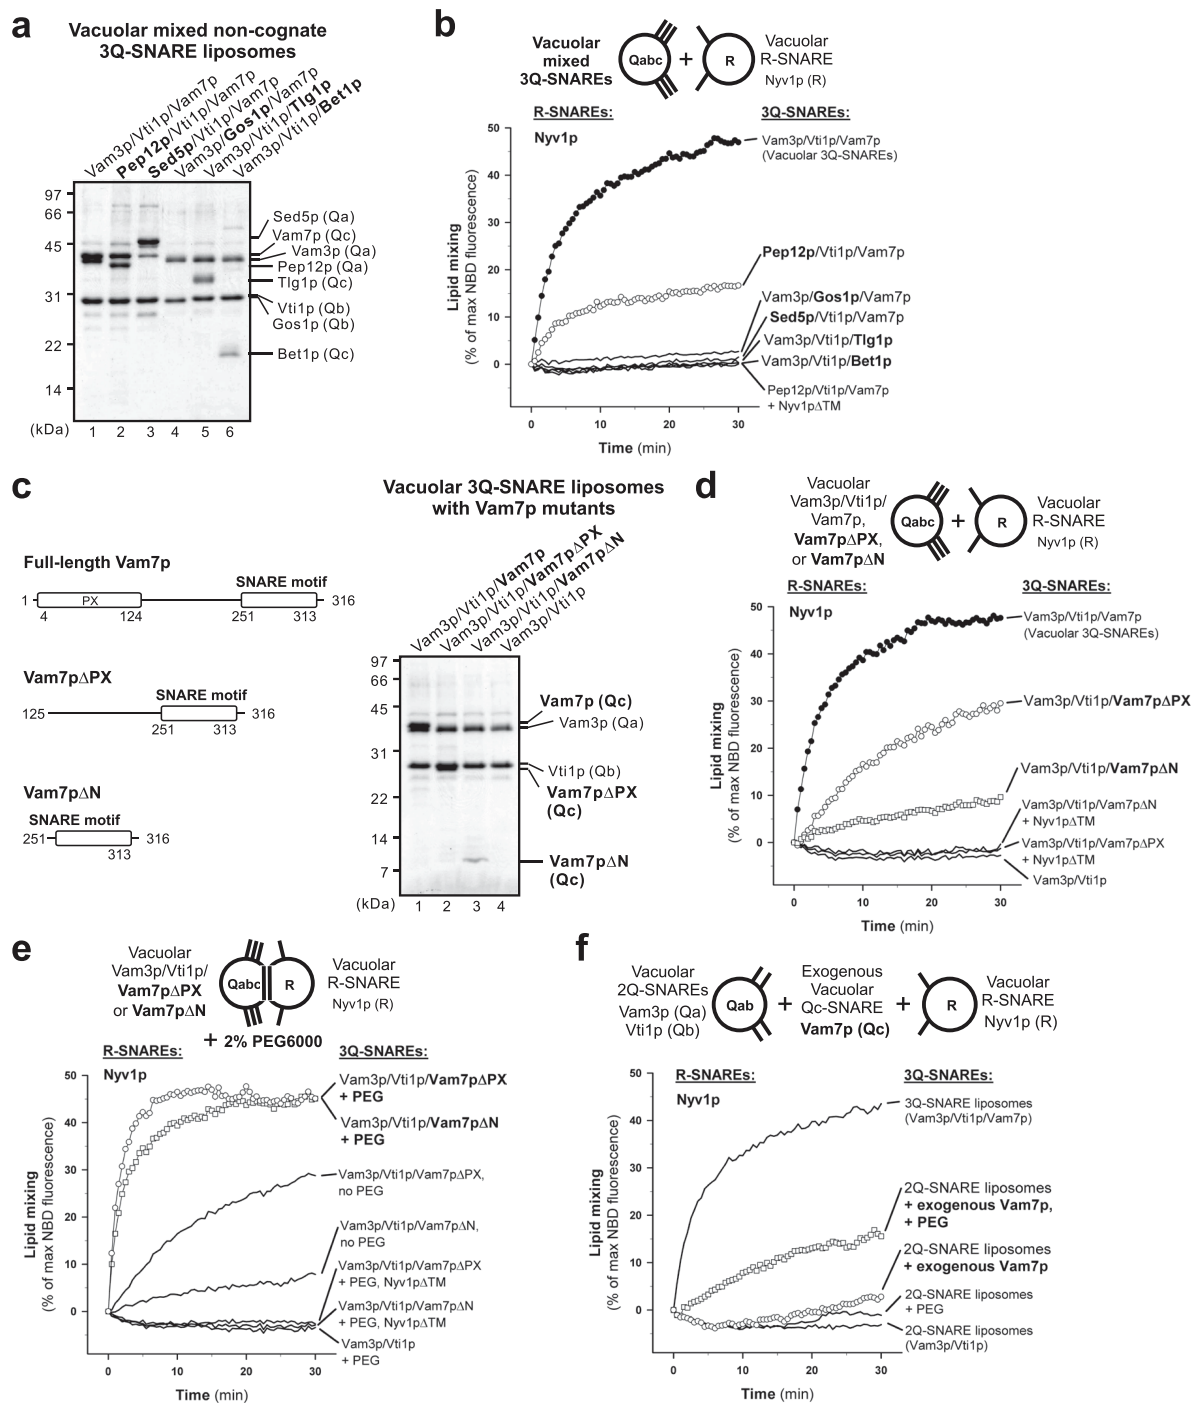 a
Vacuolar mixed non-cognate
3Q-SNARE liposomes
Vam3p/Vti1p/Vam7p
Pep12p/Vti1p/Vam7p
Sed5p/Vti1p/Vam7p
Vam3p/Gos1p/Vam7p
Vam3p/Vti1p/Tlg1p
Vam3p/Vti1p/Bet1p
97
66
45
31
22
14
(kDa)
1 2 3 4 5 6
Sed5p (Qa)
Vam7p (Qc)
Vam3p (Qa)
Pep12p (Qa)
Tlg1p (Qc)
Vti1p (Qb)
Gos1p (Qb)
Bet1p (Qc)
b
Vacuolar
mixed
3Q-SNAREs
Qabc
+
R
Vacuolar
R-SNARE
Nyv1p (R)
R-SNAREs:
3Q-SNAREs:
Nyv1p
Lipid mixing
(% of max NBD fluorescence)
50
40
30
20
10
0
0 10 20 30
Time (min)
Vam3p/Vti1p/Vam7p
(Vacuolar 3Q-SNAREs)
Pep12p/Vti1p/Vam7p
Vam3p/Gos1p/Vam7p
Sed5p/Vti1p/Vam7p
Vam3p/Vti1p/Tlg1p
Vam3p/Vti1p/Bet1p
Pep12p/Vti1p/Vam7p
+ Nyv1pΔTM
c
Full-length Vam7p
SNARE motif
1 PX 316
4 124 251 313
Vam7pΔPX
SNARE motif
125 316
251 313
Vam7pΔN
SNARE motif
251 316
313
Vacuolar 3Q-SNARE liposomes
with Vam7p mutants
Vam3p/Vti1p/Vam7p
Vam3p/Vti1p/Vam7pΔPX
Vam3p/Vti1p/Vam7pΔN
Vam3p/Vti1p
97
66
45
31
22
14
7
(kDa)
1 2 3 4
Vam7p (Qc)
Vam3p (Qa)
Vti1p (Qb)
Vam7pΔPX
(Qc)
Vam7pΔN
(Qc)
d
Vacuolar
Vam3p/Vti1p/
Vam7p,
Vam7pΔPX,
or Vam7pΔN
Qabc
+
R
Vacuolar
R-SNARE
Nyv1p (R)
R-SNAREs:
3Q-SNAREs:
Nyv1p
Lipid mixing
(% of max NBD fluorescence)
50
40
30
20
10
0
0 10 20 30
Time (min)
Vam3p/Vti1p/Vam7p
(Vacuolar 3Q-SNAREs)
Vam3p/Vti1p/Vam7pΔPX
Vam3p/Vti1p/Vam7pΔN
Vam3p/Vti1p/Vam7pΔN
+ Nyv1pΔTM
Vam3p/Vti1p/Vam7pΔPX
+ Nyv1pΔTM
Vam3p/Vti1p
e
Vacuolar
Vam3p/Vti1p/
Vam7pΔPX
or Vam7pΔN
Qabc
R
Vacuolar
R-SNARE
Nyv1p (R)
+ 2% PEG6000
R-SNAREs:
3Q-SNAREs:
Nyv1p
Lipid mixing
(% of max NBD fluorescence)
50
40
30
20
10
0
0 10 20 30
Time (min)
Vam3p/Vti1p/Vam7pΔPX
+ PEG
Vam3p/Vti1p/Vam7pΔN
+ PEG
Vam3p/Vti1p/Vam7pΔPX,
no PEG
Vam3p/Vti1p/Vam7pΔN,
no PEG
Vam3p/Vti1p/Vam7pΔPX
+ PEG, Nyv1pΔTM
Vam3p/Vti1p/Vam7pΔN
+ PEG, Nyv1pΔTM
Vam3p/Vti1p
+ PEG
f
Vacuolar
2Q-SNAREs
Vam3p (Qa)
Vti1p (Qb)
Qab
+
Exogenous
Vacuolar
Qc-SNARE
Vam7p (Qc)
+
R
Vacuolar
R-SNARE
Nyv1p (R)
R-SNAREs:
3Q-SNAREs:
Nyv1p
Lipid mixing
(% of max NBD fluorescence)
50
40
30
20
10
0
0 10 20 30
Time (min)
3Q-SNARE liposomes
(Vam3p/Vti1p/Vam7p)
2Q-SNARE liposomes
+ exogenous Vam7p,
+ PEG
2Q-SNARE liposomes
+ exogenous Vam7p
2Q-SNARE liposomes
+ PEG
2Q-SNARE liposomes
(Vam3p/Vti1p)